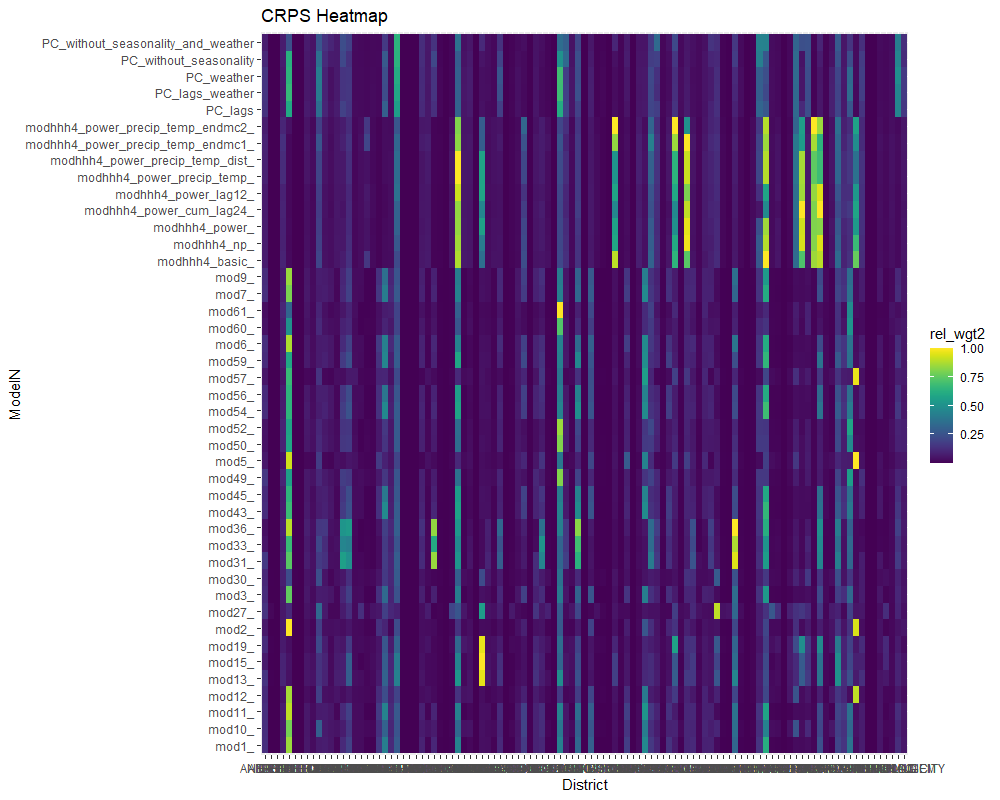 CRPS Heatmap
PC_without_seasonality_and_weather
PC_without_seasonality
PC_weather
PC_lags_weather
PC_lags
modhhh4_power_precip_temp_endmc2_
modhhh4_power_precip_temp_endmc1_
modhhh4_power_precip_temp_dist_
modhhh4_power_precip_temp_
modhhh4_power_lag12_
modhhh4_power_cum_lag24_
modhhh4_power_
modhhh4_np_
modhhh4_basic_
mod9_
mod7_
mod61_
mod60_
mod6_
mod59_
mod57_
mod56_
mod54_
mod52_
mod50_
mod5_
mod49_
mod45_
mod43_
mod36_
mod33_
mod31_
mod30_
mod3_
mod27_
mod2_
mod19_
mod15_
mod13_
mod12_
mod11_
mod10_
mod1_
ModelN
District
rel_wgt2
1.00
0.75
0.50
0.25